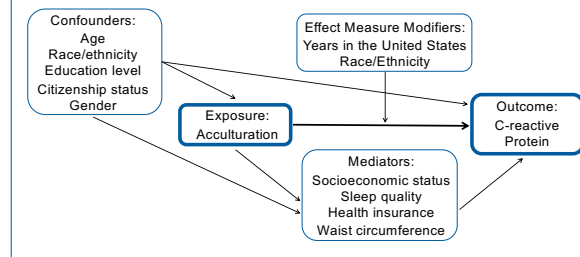 Confounders:
Age
Race/ethnicity
Education level
Citizenship status
Gender
Effect Measure Modifiers:
Years in the United States
Race/Ethnicity
Exposure:
Acculturation
Outcome:
C-reactive
Protein
Mediators:
Socioeconomic status
Sleep quality
Health insurance
Waist circumference